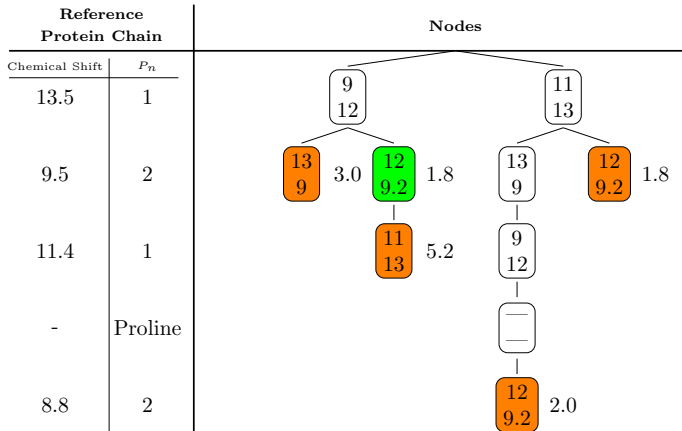 Reference
Protein Chain
Nodes
Chemical Shift P_n
13.5 1
9 11
12 13
9.5 2
13 12 13 12
9 3.0 9.2 1.8 9 9.2 1.8
11.4 1
11 9
13 5.2 12
- Proline
—
—
8.8 2
12
9.2 2.0